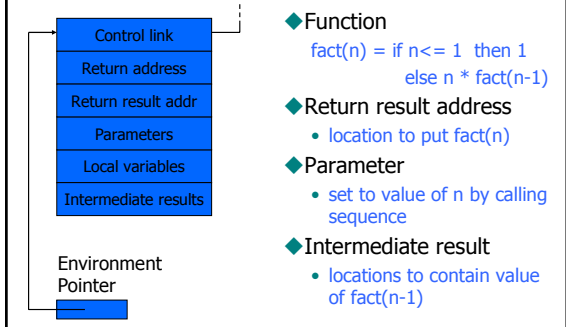 Control link
Return address
Return result addr
Parameters
Local variables
Intermediate results
Environment
Pointer
◆Function
fact(n) = if n<= 1 then 1
else n * fact(n-1)
◆Return result address
• location to put fact(n)
◆Parameter
• set to value of n by calling
sequence
◆Intermediate result
• locations to contain value
of fact(n-1)